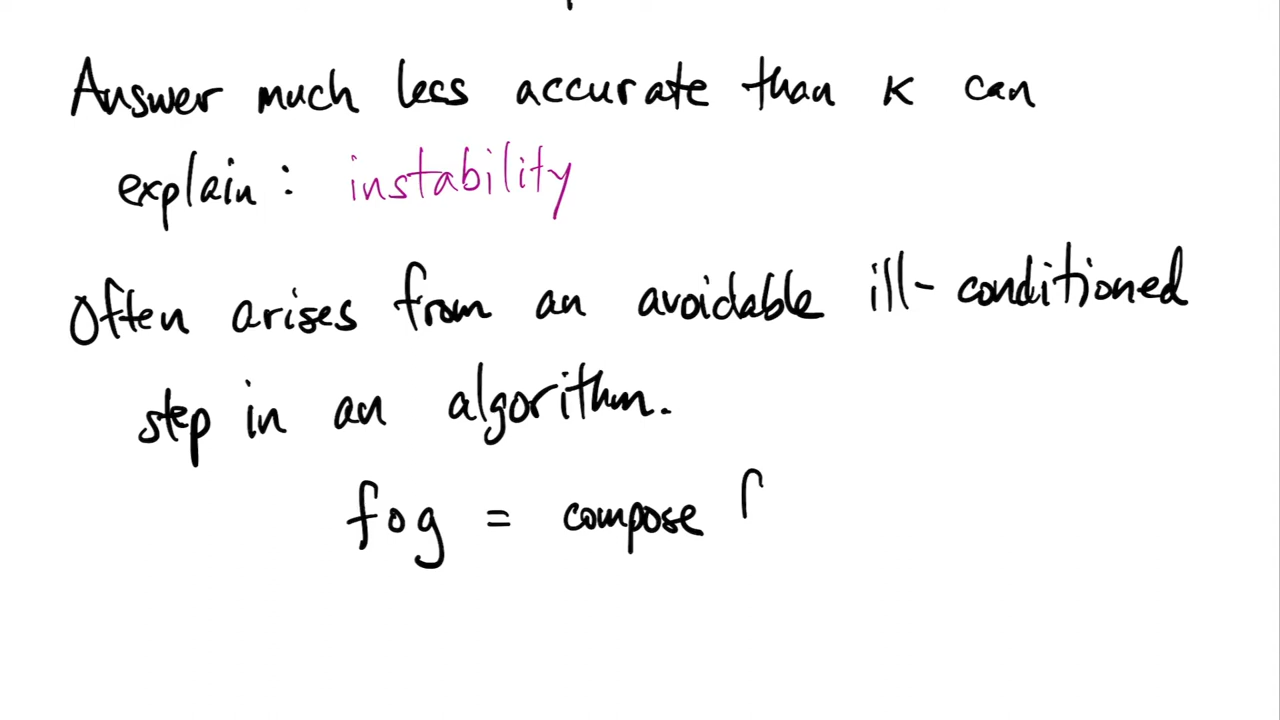 Answer much less accurate than κ can
explain: instability
Often arises from an avoidable ill-conditioned
step in an algorithm.
f∘g = compose